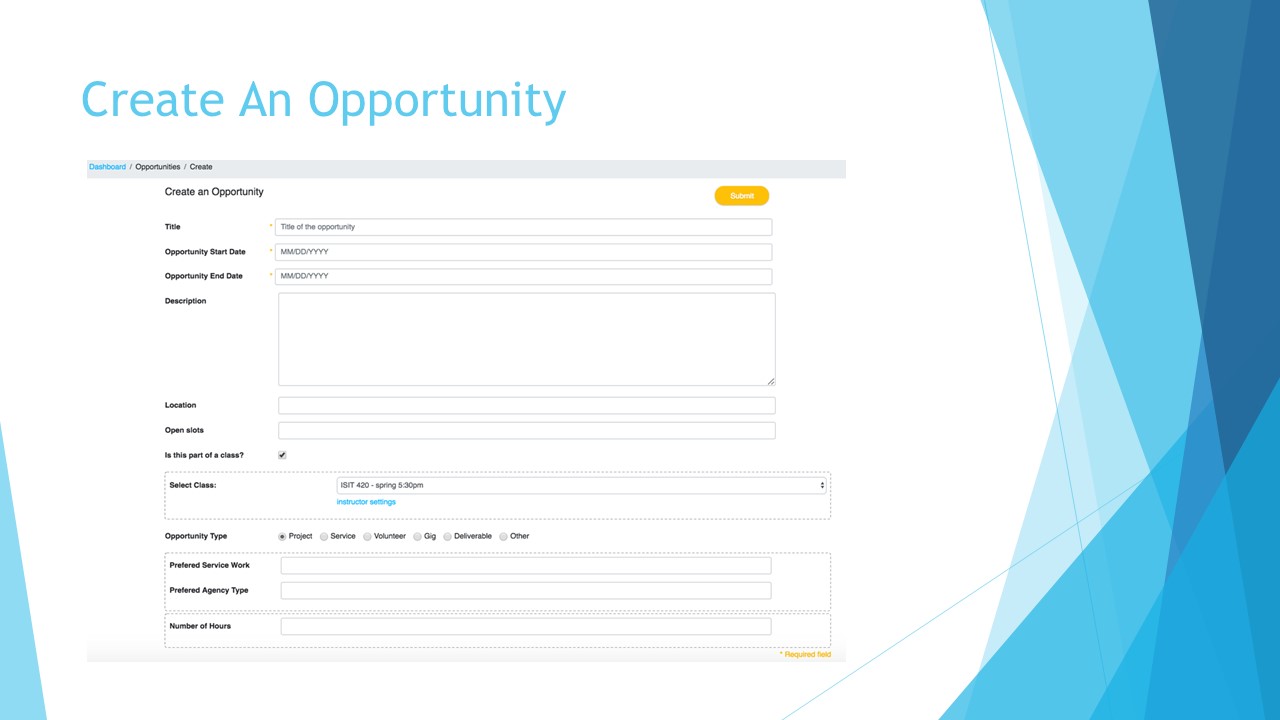 Create An Opportunity
Dashboard / Opportunities / Create
Create an Opportunity
Submit
Title * Title of the opportunity
Opportunity Start Date * MM/DD/YYYY
Opportunity End Date * MM/DD/YYYY
Description
Location
Open slots
Is this part of a class?
Select Class: ISIT 420 - spring 5:30pm
instructor settings
Opportunity Type Project Service Volunteer Gig Deliverable Other
Prefered Service Work
Prefered Agency Type
Number of Hours
* Required field